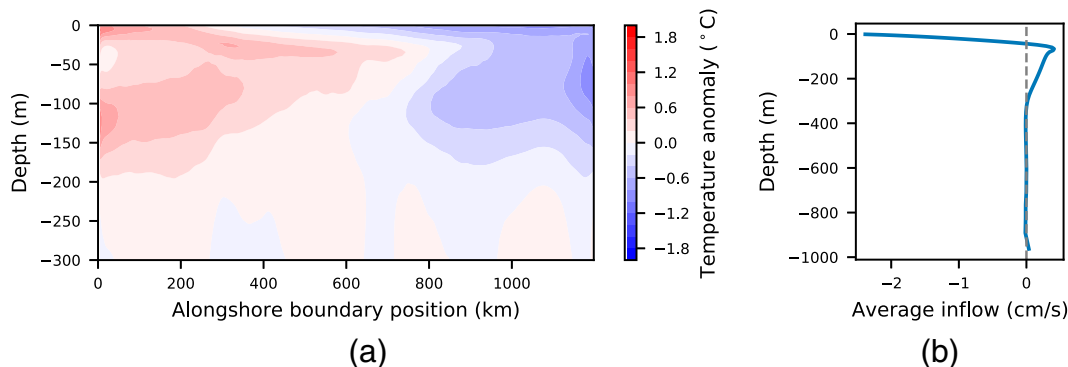 0
−50
−100
−150
−200
−250
−300
Depth (m)
0 200 400 600 800 1000
Alongshore boundary position (km)
1.8
1.2
0.6
0.0
−0.6
−1.2
−1.8
Temperature anomaly (°C)
(a)
0
−200
−400
−600
−800
−1000
Depth (m)
−2 −1 0
Average inflow (cm/s)
(b)